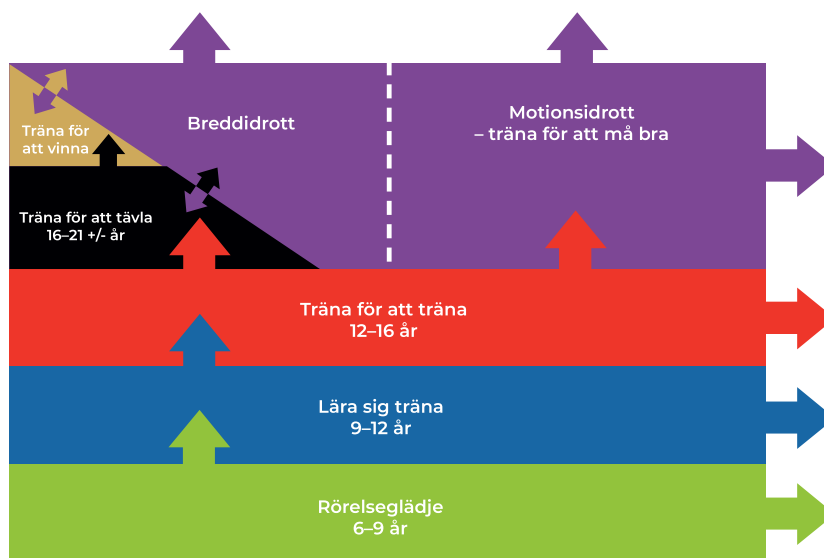 Träna för
att vinna
Breddidrott
Motionsidrott
– träna för att må bra
Träna för att tävla
16–21 +/- år
Träna för att träna
12–16 år
Lära sig träna
9–12 år
Rörelseglädje
6–9 år